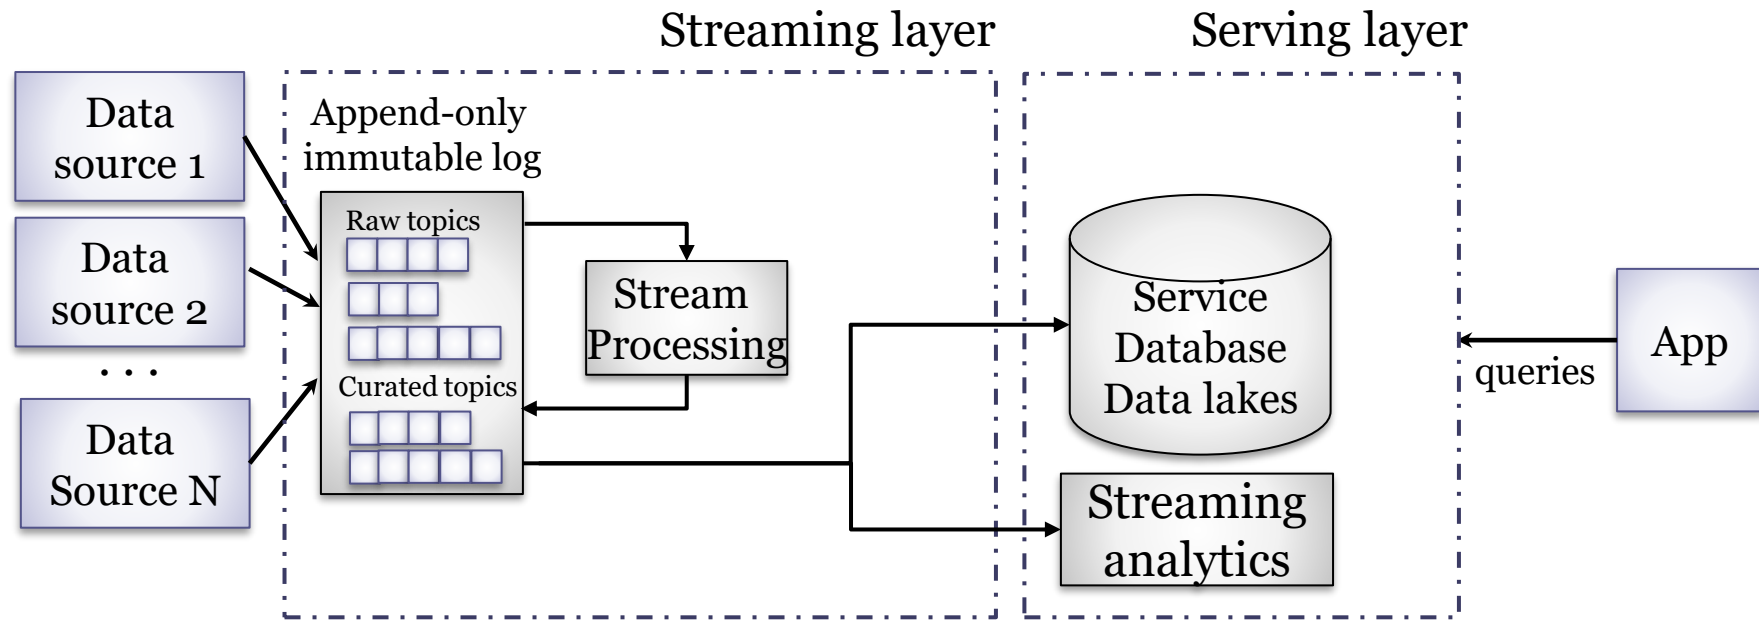 Streaming layer
Serving layer
Data
source 1
Data
source 2
...
Data
Source N
Append-only
immutable log
Raw topics
Curated topics
Stream
Processing
Service
Database
Data lakes
Streaming
analytics
queries
App